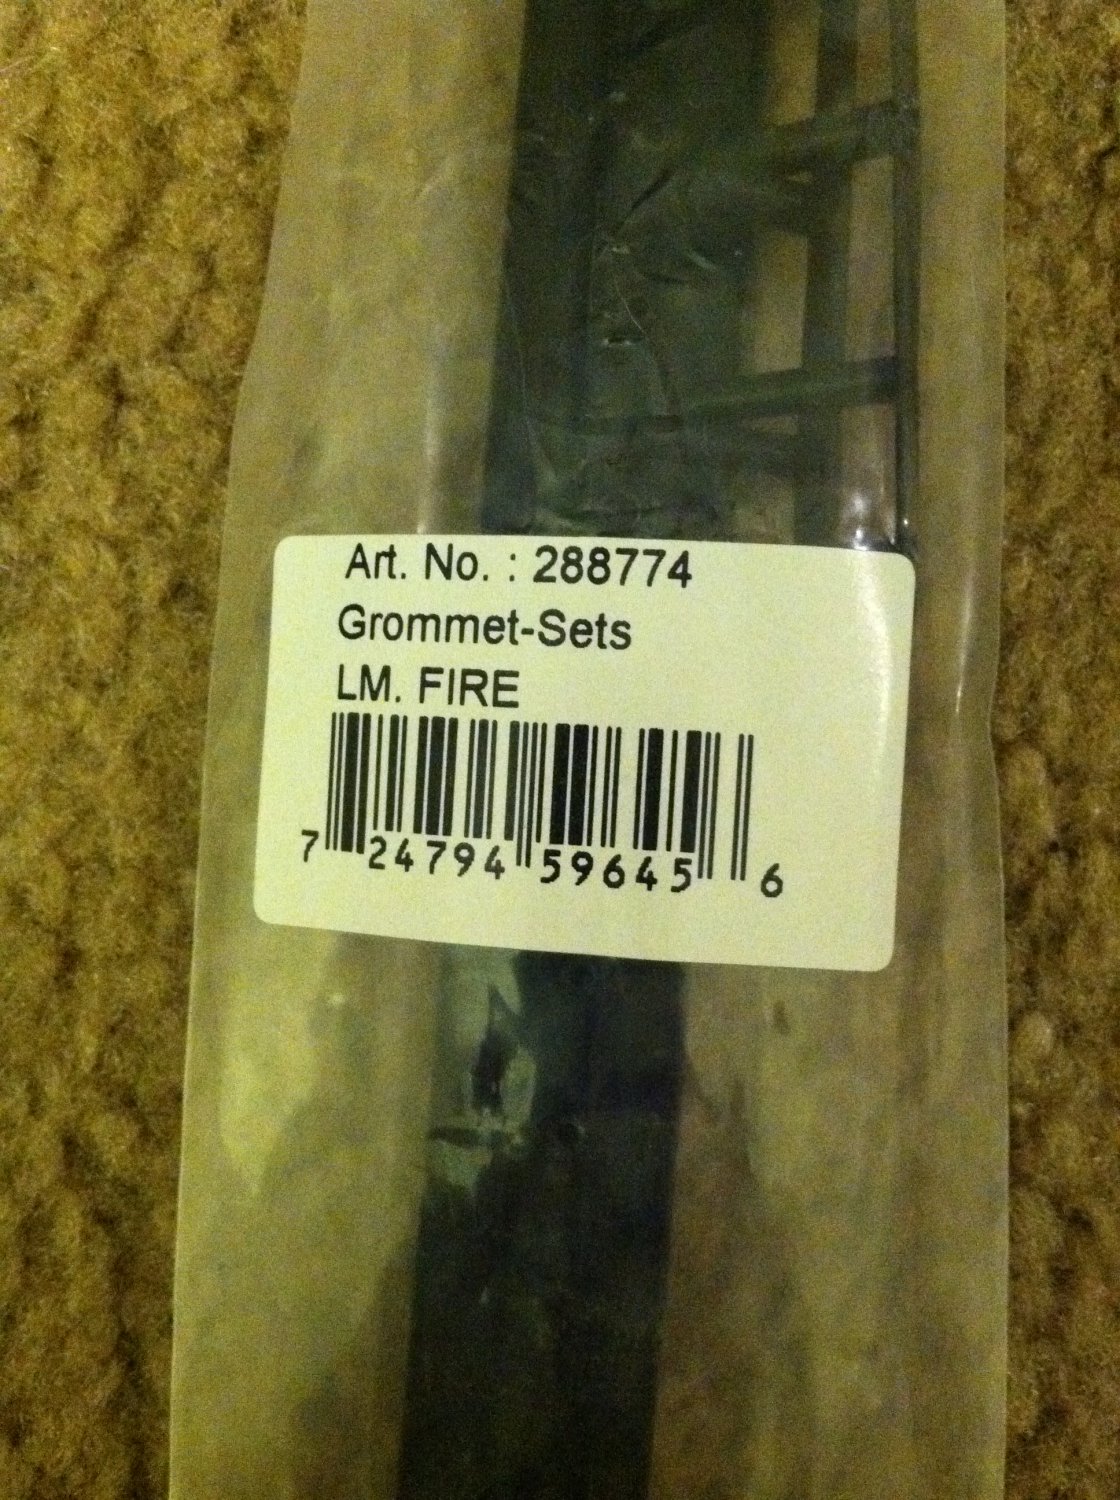 Art. No. : 288774
Grommet-Sets
LM. FIRE
7 24794 59645 6